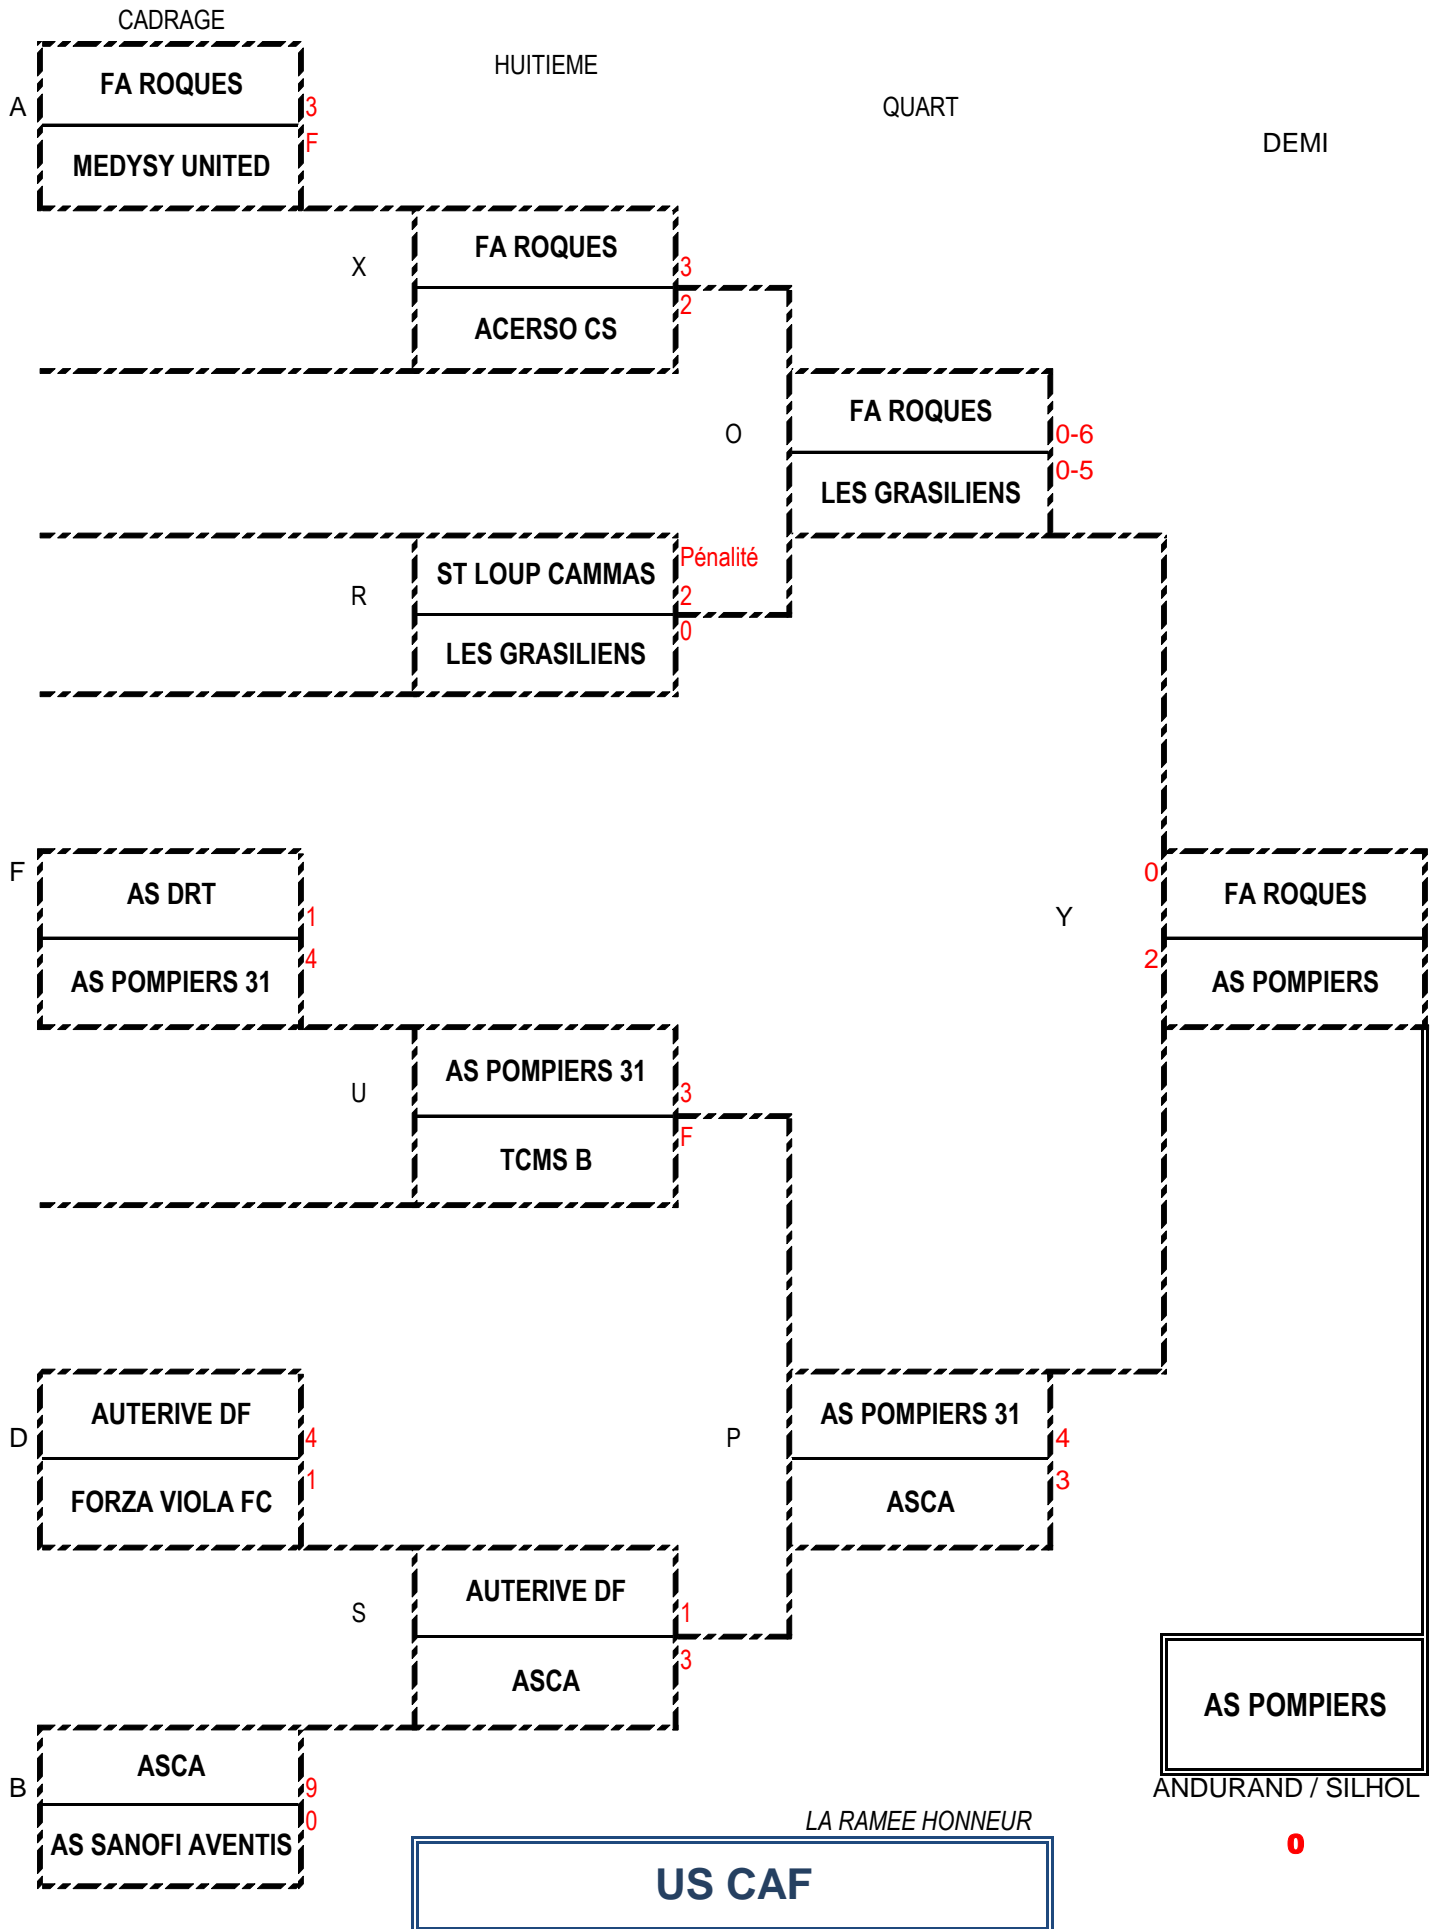 CADRAGE
HUITIEME
QUART
DEMI
A
FA ROQUES
3
F
MEDYSY UNITED
X
FA ROQUES
3
2
ACERSO CS
O
FA ROQUES
0-6
0-5
LES GRASILIENS
R
ST LOUP CAMMAS
Pénalité
2
0
LES GRASILIENS
F
AS DRT
1
4
AS POMPIERS 31
Y
0
FA ROQUES
2
AS POMPIERS
U
AS POMPIERS 31
3
F
TCMS B
D
AUTERIVE DF
4
1
FORZA VIOLA FC
P
AS POMPIERS 31
4
3
ASCA
S
AUTERIVE DF
1
3
ASCA
B
ASCA
9
0
AS SANOFI AVENTIS
AS POMPIERS
ANDURAND / SILHOL
0
LA RAMEE HONNEUR
US CAF